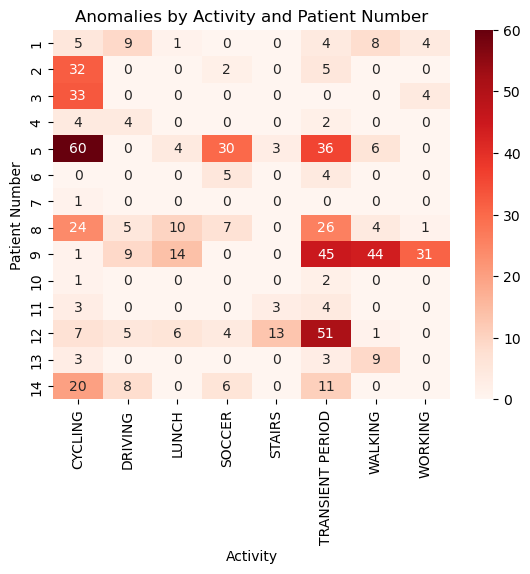 Anomalies by Activity and Patient Number
Patient Number
1 5 9 1 0 0 4 8 4
2 32 0 0 2 0 5 0 0
3 33 0 0 0 0 0 0 4
4 4 4 0 0 0 2 0 0
5 60 0 4 30 3 36 6 0
6 0 0 0 5 0 4 0 0
7 1 0 0 0 0 0 0 0
8 24 5 10 7 0 26 4 1
9 1 9 14 0 0 45 44 31
10 1 0 0 0 0 2 0 0
11 3 0 0 0 3 4 0 0
12 7 5 6 4 13 51 1 0
13 3 0 0 0 0 3 9 0
14 20 8 0 6 0 11 0 0
CYCLING DRIVING LUNCH SOCCER STAIRS TRANSIENT PERIOD WALKING WORKING
Activity
60
50
40
30
20
10
0